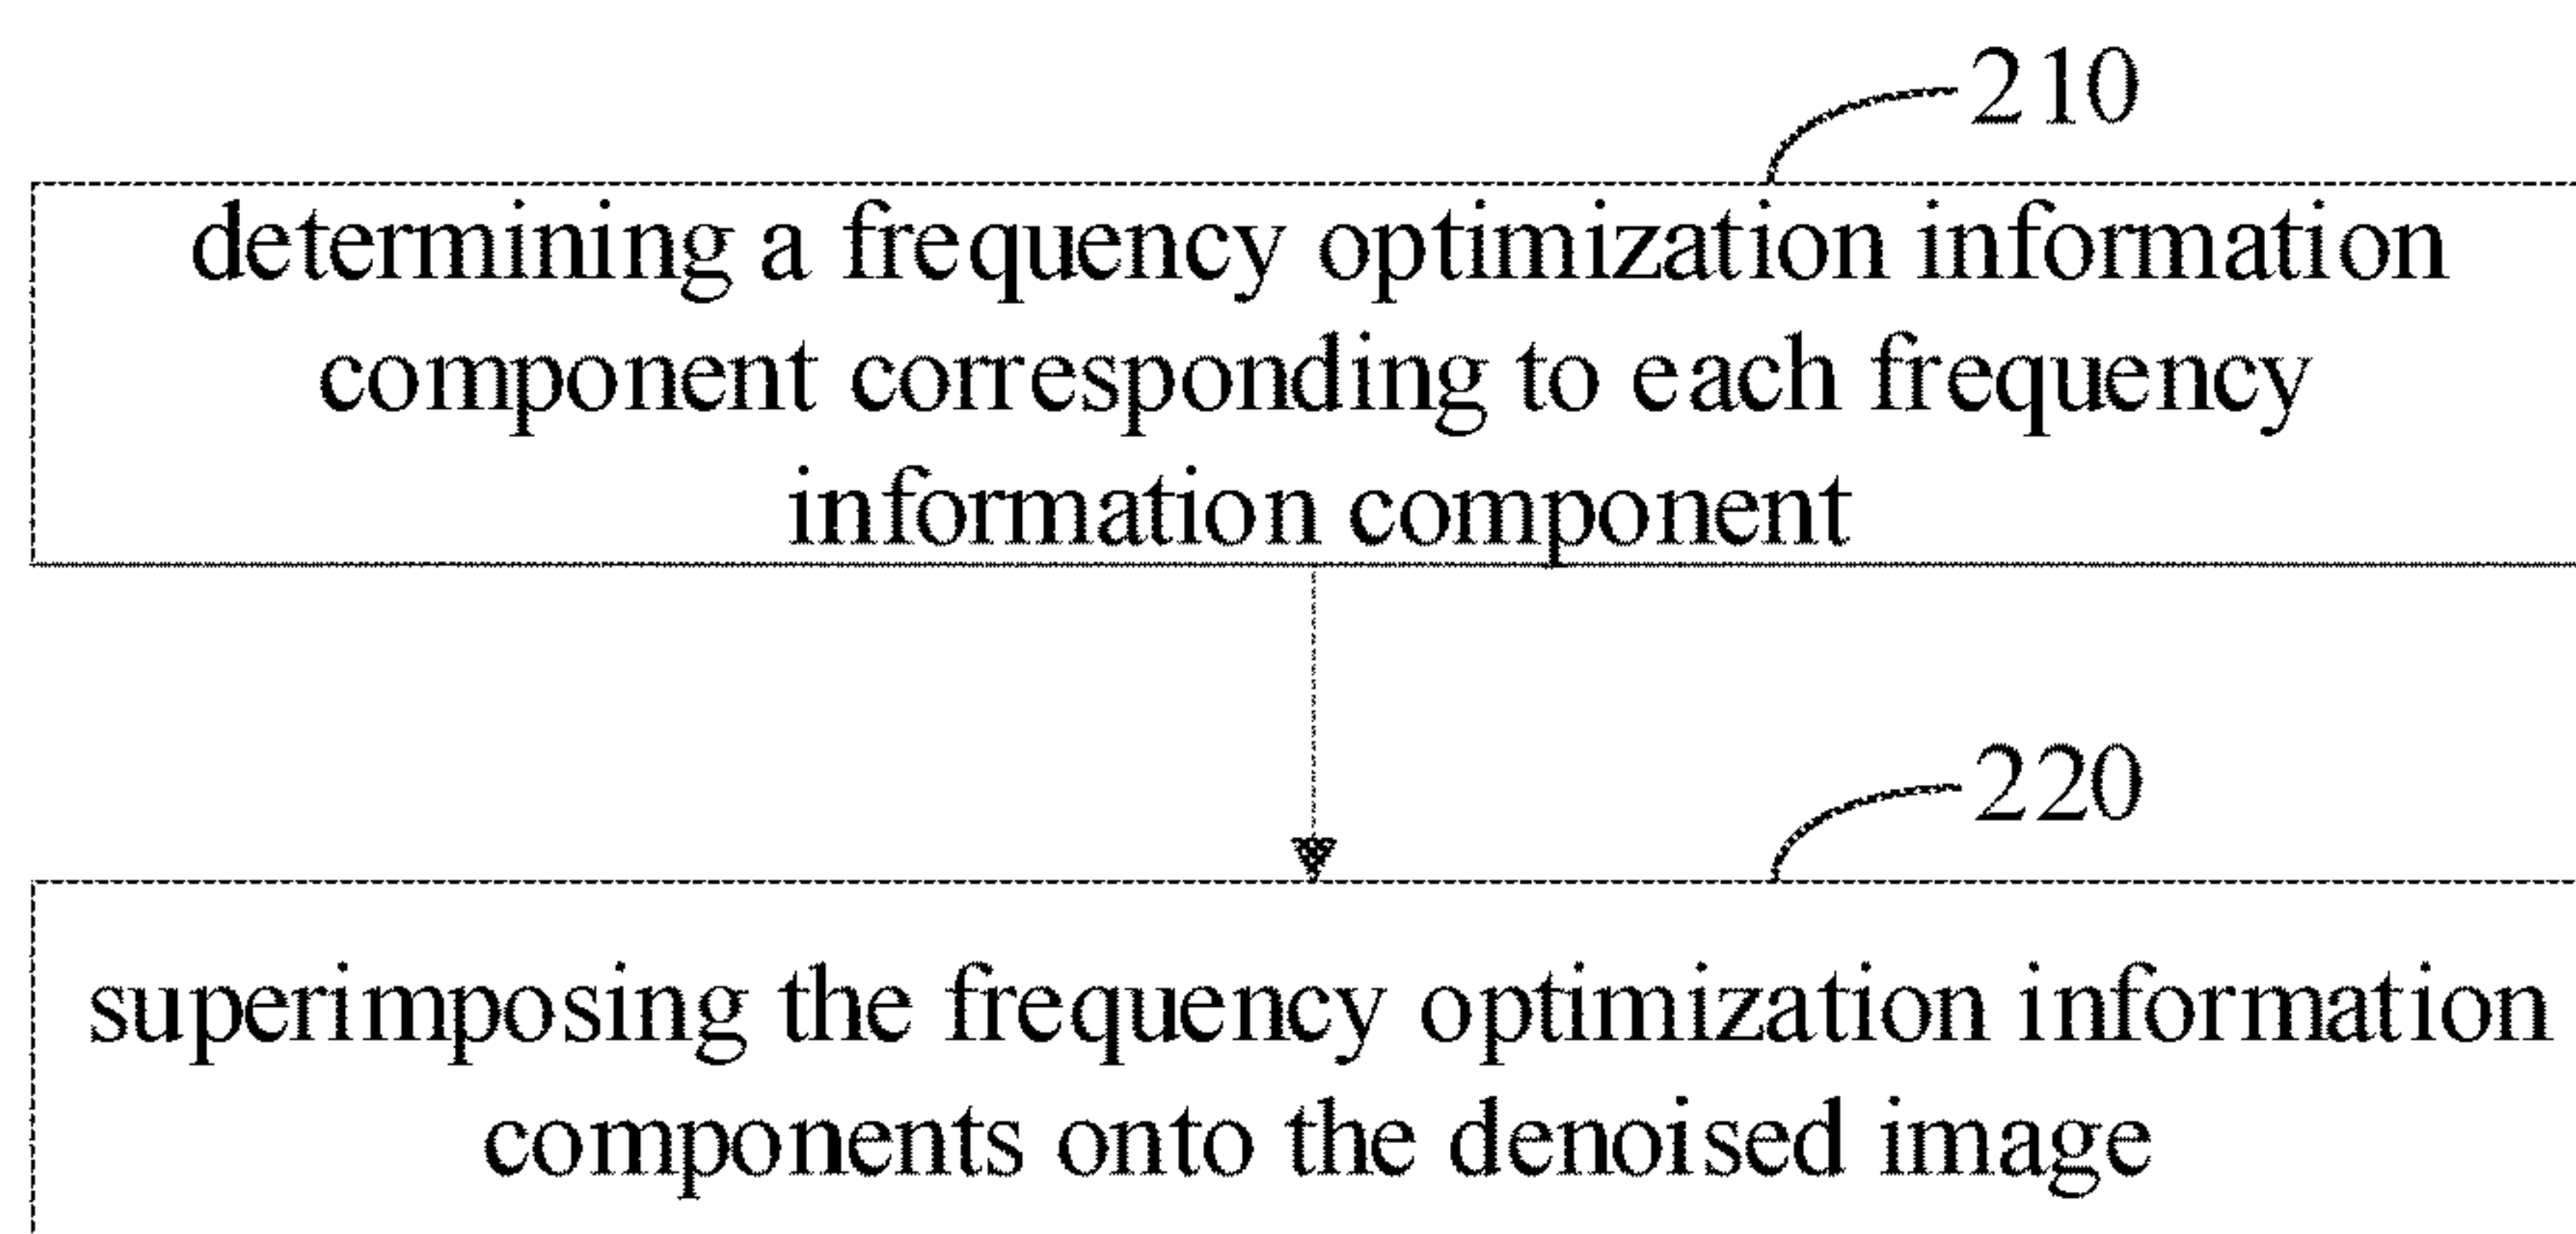 210
determining a frequency optimization information
component corresponding to each frequency
information component
220
superimposing the frequency optimization information
components onto the denoised image